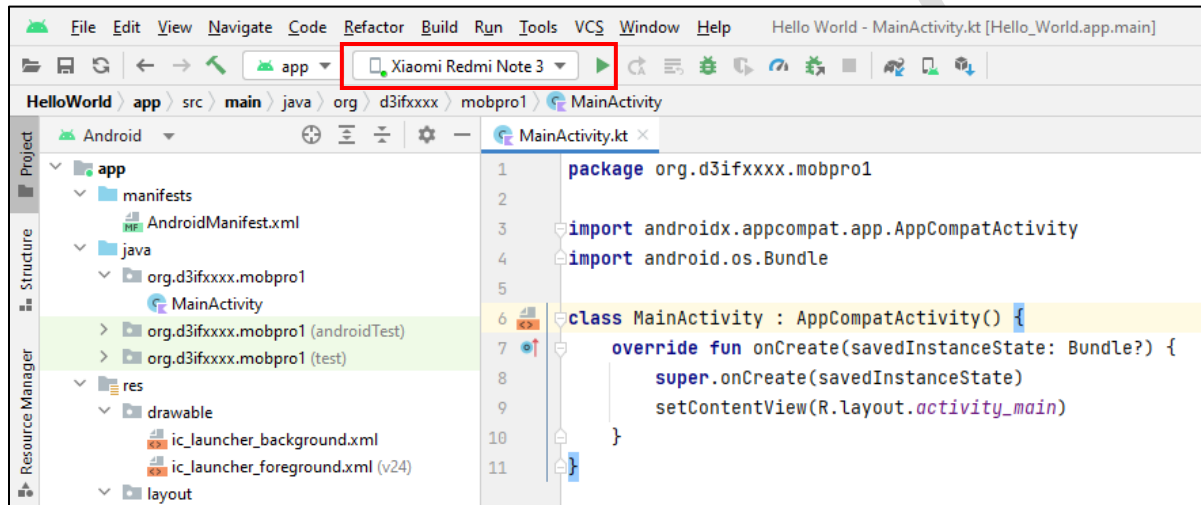 File Edit View Navigate Code Refactor Build Run Tools VCS Window Help Hello World - MainActivity.kt [Hello_World.app.main]
app Xiaomi Redmi Note 3
HelloWorld app src main java org d3ifxxxx mobpro1 MainActivity
Project
Structure
Resource Manager
Android
app
manifests
MF AndroidManifest.xml
java
org.d3ifxxxx.mobpro1
MainActivity
org.d3ifxxxx.mobpro1 (androidTest)
org.d3ifxxxx.mobpro1 (test)
res
drawable
ic_launcher_background.xml
ic_launcher_foreground.xml (v24)
layout
MainActivity.kt
1 package org.d3ifxxxx.mobpro1
2
3 import androidx.appcompat.app.AppCompatActivity
4 import android.os.Bundle
5
6 class MainActivity : AppCompatActivity() {
7 override fun onCreate(savedInstanceState: Bundle?) {
8 super.onCreate(savedInstanceState)
9 setContentView(R.layout.activity_main)
10 }
11 }